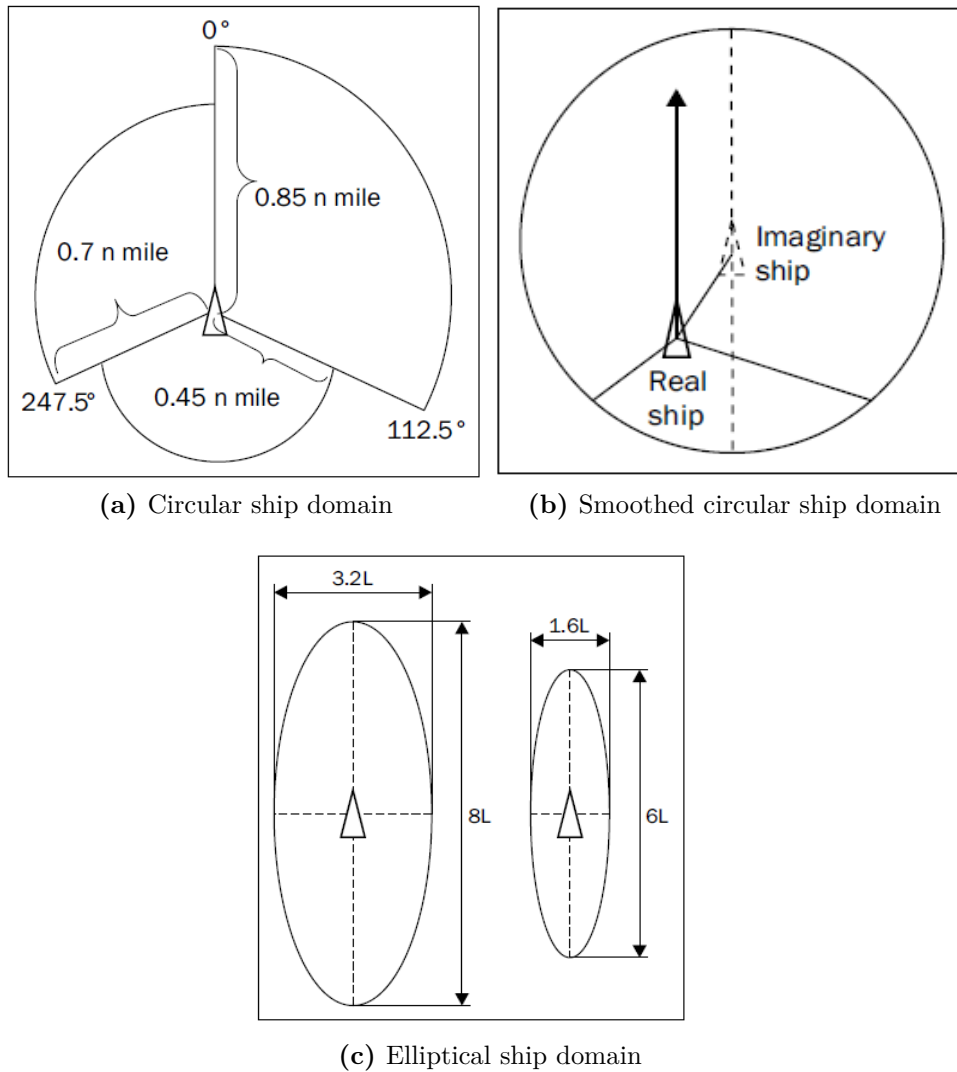 0°
0.85 n mile
0.7 n mile
0.45 n mile
247.5°
112.5°
Imaginary
ship
Real
ship
(a) Circular ship domain
(b) Smoothed circular ship domain
3.2L
8L
1.6L
6L
(c) Elliptical ship domain